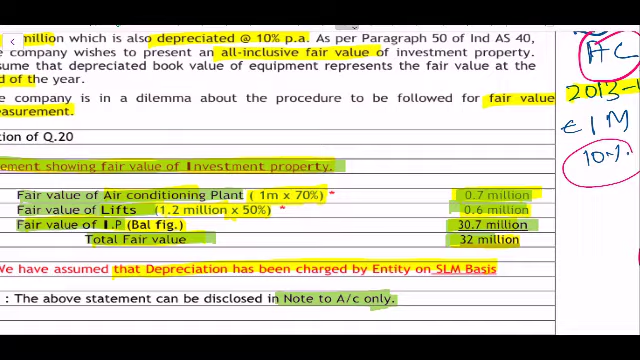 million which is also depreciated @ 10% p.a. As per Paragraph 50 of Ind AS 40,
e company wishes to present an all-inclusive fair value of investment property.
sume that depreciated book value of equipment represents the fair value at the
d of the year.
e company is in a dilemma about the procedure to be followed for fair value
easurement.
tion of Q.20
ement showing fair value of Investment property.
Fair value of Air conditioning Plant ( 1m x 70%) * 0.7 million
Fair value of Lifts (1.2 million x 50%) * 0.6 million
Fair value of I.P (Bal fig.) 30.7 million
Total Fair value 32 million
We have assumed that Depreciation has been charged by Entity on SLM Basis
: The above statement can be disclosed in Note to A/c only.
A-C
2013-1
€ 1 M
10%